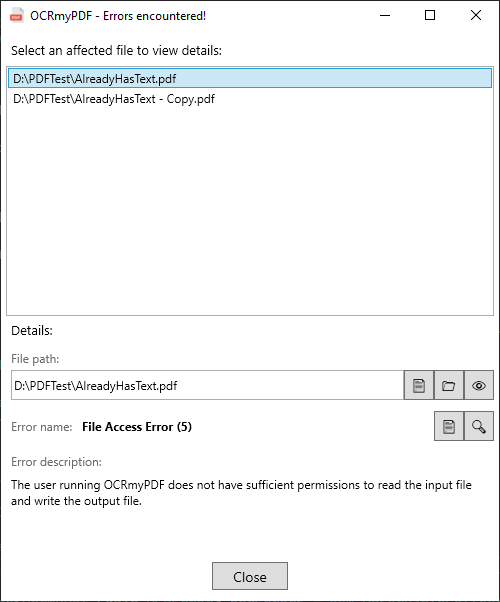 OCRmyPDF - Errors encountered!
Select an affected file to view details:
D:\PDFTest\AlreadyHasText.pdf
D:\PDFTest\AlreadyHasText - Copy.pdf
Details:
File path:
D:\PDFTest\AlreadyHasText.pdf
Error name: File Access Error (5)
Error description:
The user running OCRmyPDF does not have sufficient permissions to read the input file
and write the output file.
Close